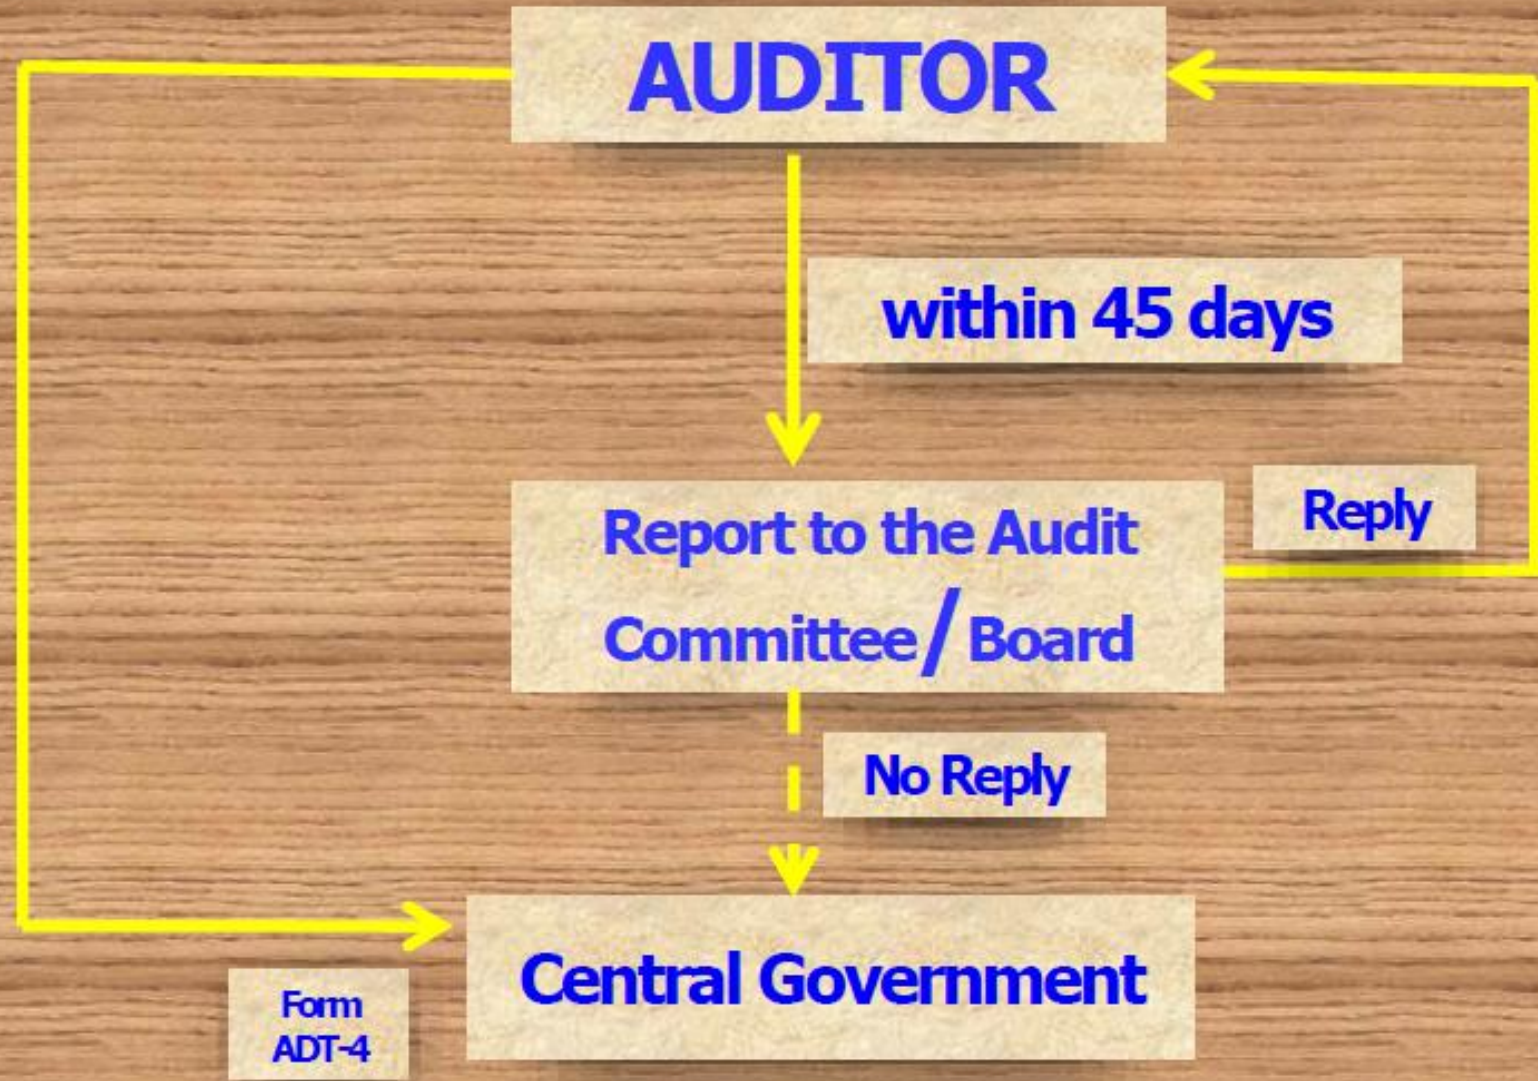 AUDITOR
within 45 days
Report to the Audit
Committee/Board
Reply
No Reply
Central Government
Form
ADT-4